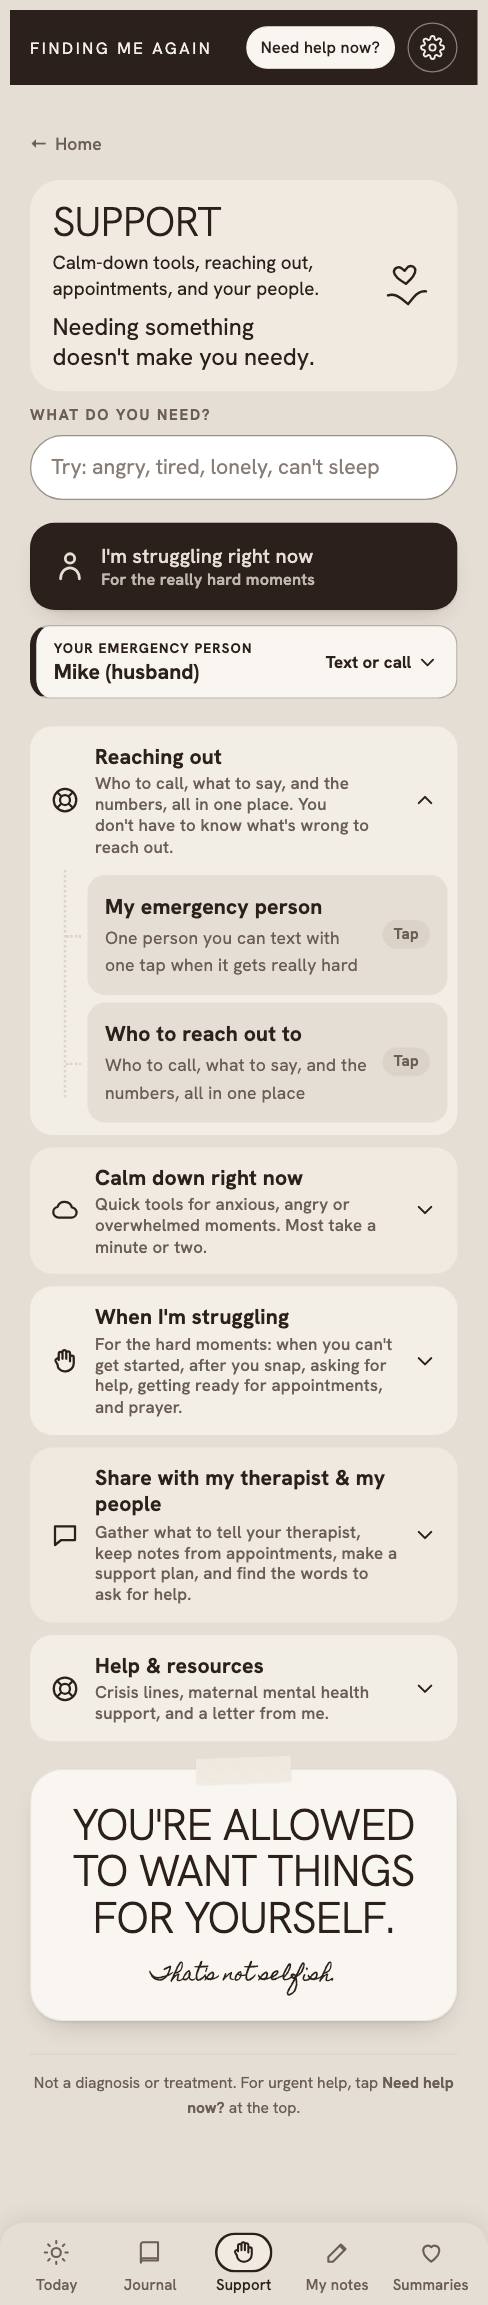 FINDING ME AGAIN
Need help now?
← Home
SUPPORT
Calm-down tools, reaching out,
appointments, and your people.
Needing something
doesn't make you needy.
WHAT DO YOU NEED?
Try: angry, tired, lonely, can't sleep
I'm struggling right now
For the really hard moments
YOUR EMERGENCY PERSON
Mike (husband)
Text or call
Reaching out
Who to call, what to say, and the
numbers, all in one place. You
don't have to know what's wrong to
reach out.
My emergency person
One person you can text with
one tap when it gets really hard
Tap
Who to reach out to
Who to call, what to say, and the
numbers, all in one place
Tap
Calm down right now
Quick tools for anxious, angry or
overwhelmed moments. Most take a
minute or two.
When I'm struggling
For the hard moments: when you can't
get started, after you snap, asking for
help, getting ready for appointments,
and prayer.
Share with my therapist & my
people
Gather what to tell your therapist,
keep notes from appointments, make a
support plan, and find the words to
ask for help.
Help & resources
Crisis lines, maternal mental health
support, and a letter from me.
YOU'RE ALLOWED
TO WANT THINGS
FOR YOURSELF.
That's not selfish.
Not a diagnosis or treatment. For urgent help, tap Need help
now? at the top.
Today
Journal
Support
My notes
Summaries